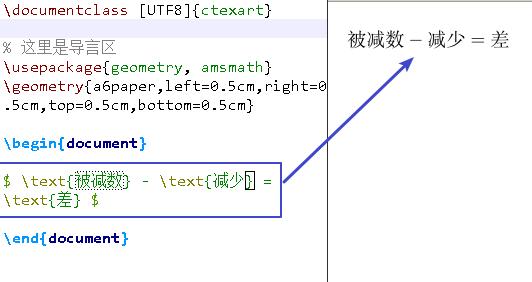 \documentclass [UTF8]{ctexart}
% 这里是导言区
\usepackage{geometry, amsmath}
\geometry{a6paper,left=0.5cm,right=0
.5cm,top=0.5cm,bottom=0.5cm}
\begin{document}
$ \text{被减数} - \text{减少} =
\text{差} $
\end{document}
被减数 − 减少 = 差